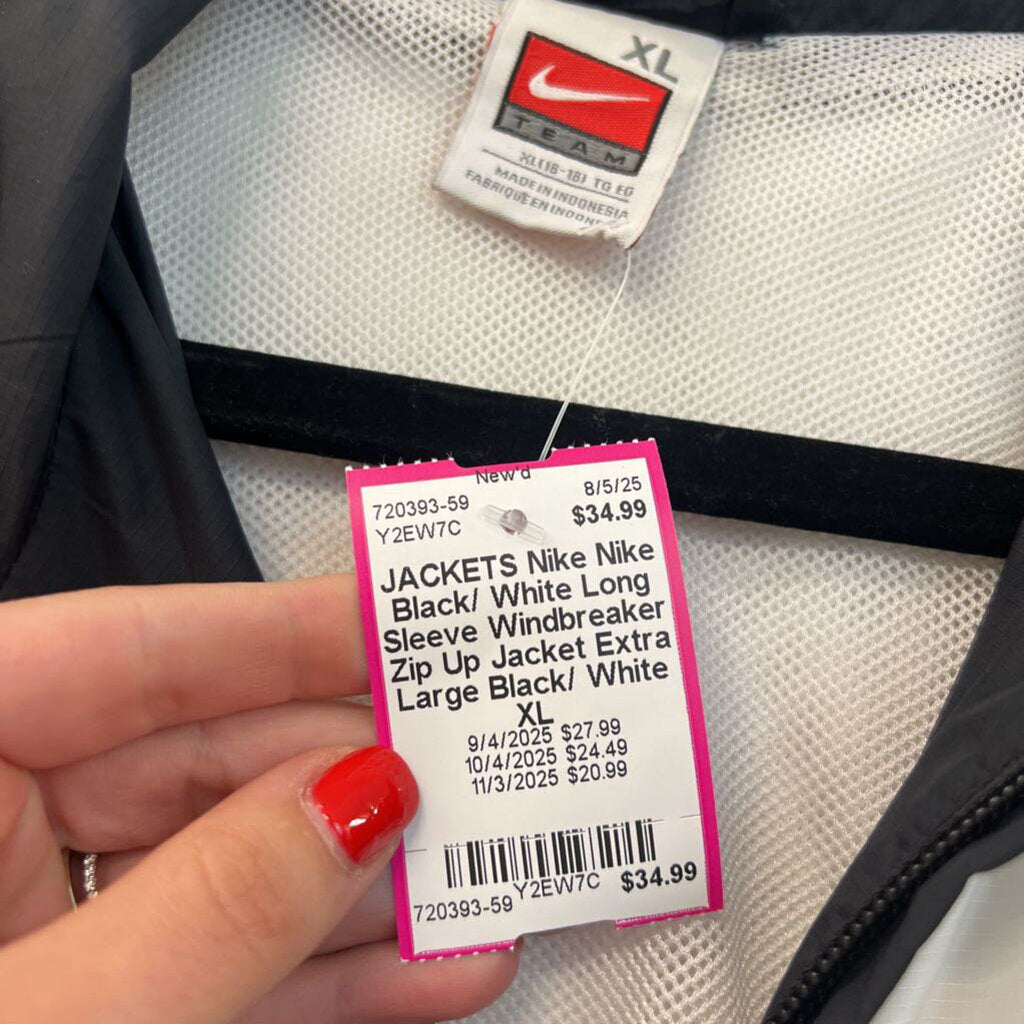 XL
TEAM
XL(16-18) TG EG
MADE IN INDONESIA
FABRIQUE EN
New'd
720393-59
8/5/25
Y2EW7C
$34.99
JACKETS Nike Nike
Black/ White Long
Sleeve Windbreaker
Zip Up Jacket Extra
Large Black/ White
XL
9/4/2025 $27.99
10/4/2025 $24.49
11/3/2025 $20.99
720393-59 Y2EW7C $34.99